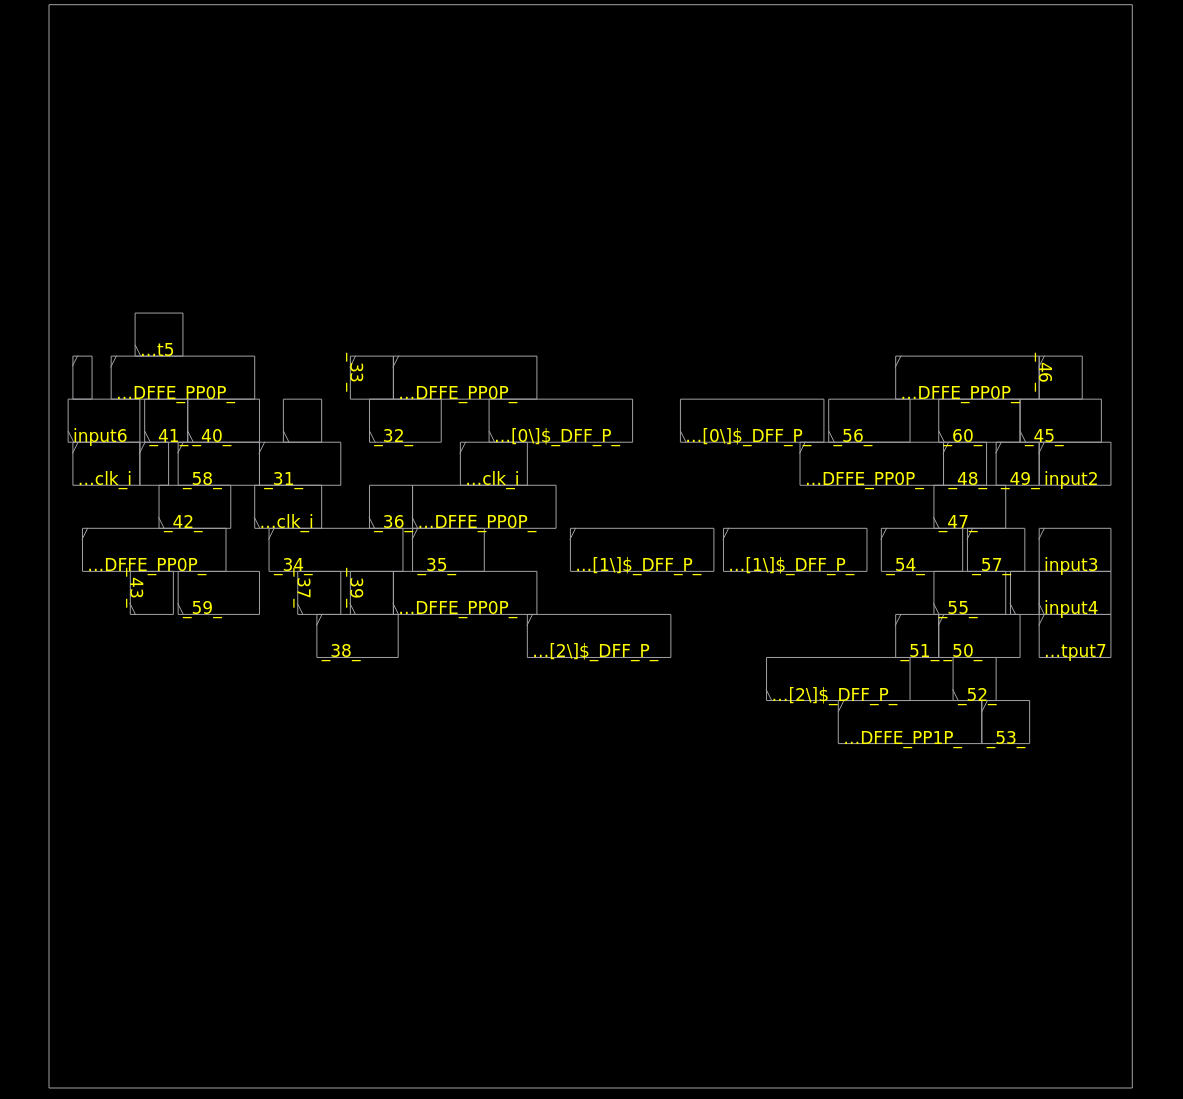 ...t5
_33_ _46_
...DFFE_PP0P_ ...DFFE_PP0P_ ...DFFE_PP0P_
input6 _41_ _40_ _32_ ...[0\]$_DFF_P_ ...[0\]$_DFF_P_ _56_ _60_ _45_
...clk_i _58_ _31_ ...clk_i ...DFFE_PP0P_ _48_ _49_ input2
_42_ ...clk_i _36_ ...DFFE_PP0P_ _47_
...DFFE_PP0P_ _34_ _35_ ...[1\]$_DFF_P_ ...[1\]$_DFF_P_ _54_ _57_ input3
_43_ _59_ _37_ _39_ ...DFFE_PP0P_ _55_ input4
_38_ ...[2\]$_DFF_P_ _51_ _50_ ...tput7
...[2\]$_DFF_P_ _52_
...DFFE_PP1P_ _53_